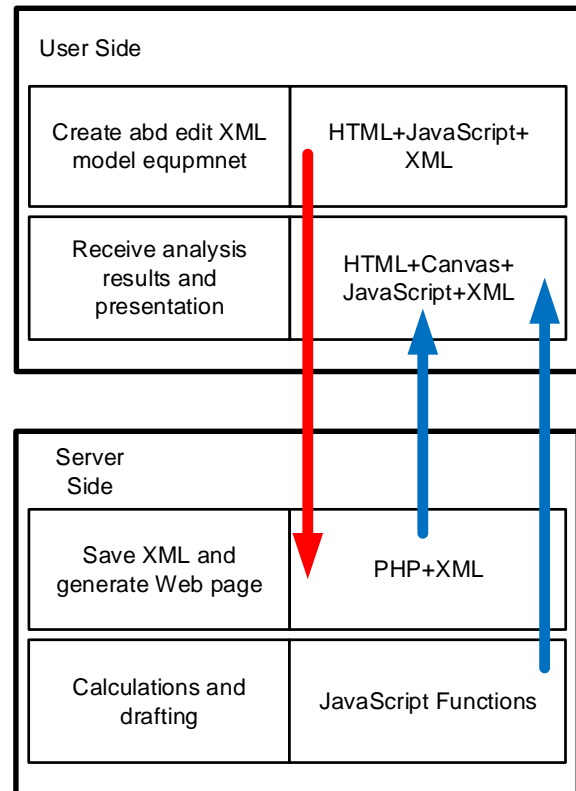 User Side
Create abd edit XML
model equpmnet
HTML+JavaScript+
XML
Receive analysis
results and
presentation
HTML+Canvas+
JavaScript+XML
Server
Side
Save XML and
generate Web page
PHP+XML
Calculations and
drafting
JavaScript Functions